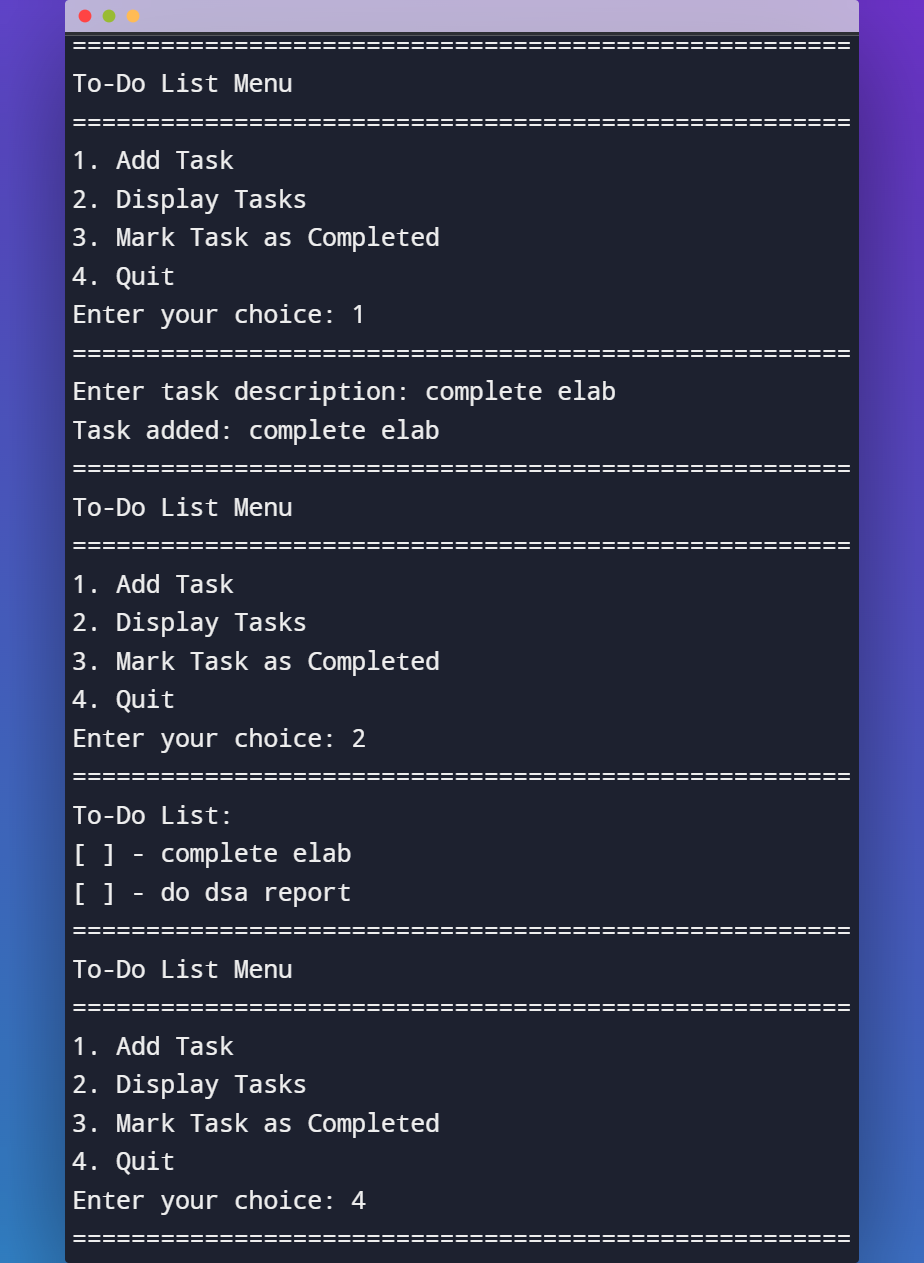 =====================================================
To-Do List Menu
=====================================================
1. Add Task
2. Display Tasks
3. Mark Task as Completed
4. Quit
Enter your choice: 1
=====================================================
Enter task description: complete elab
Task added: complete elab
=====================================================
To-Do List Menu
=====================================================
1. Add Task
2. Display Tasks
3. Mark Task as Completed
4. Quit
Enter your choice: 2
=====================================================
To-Do List:
[ ] - complete elab
[ ] - do dsa report
=====================================================
To-Do List Menu
=====================================================
1. Add Task
2. Display Tasks
3. Mark Task as Completed
4. Quit
Enter your choice: 4
=====================================================